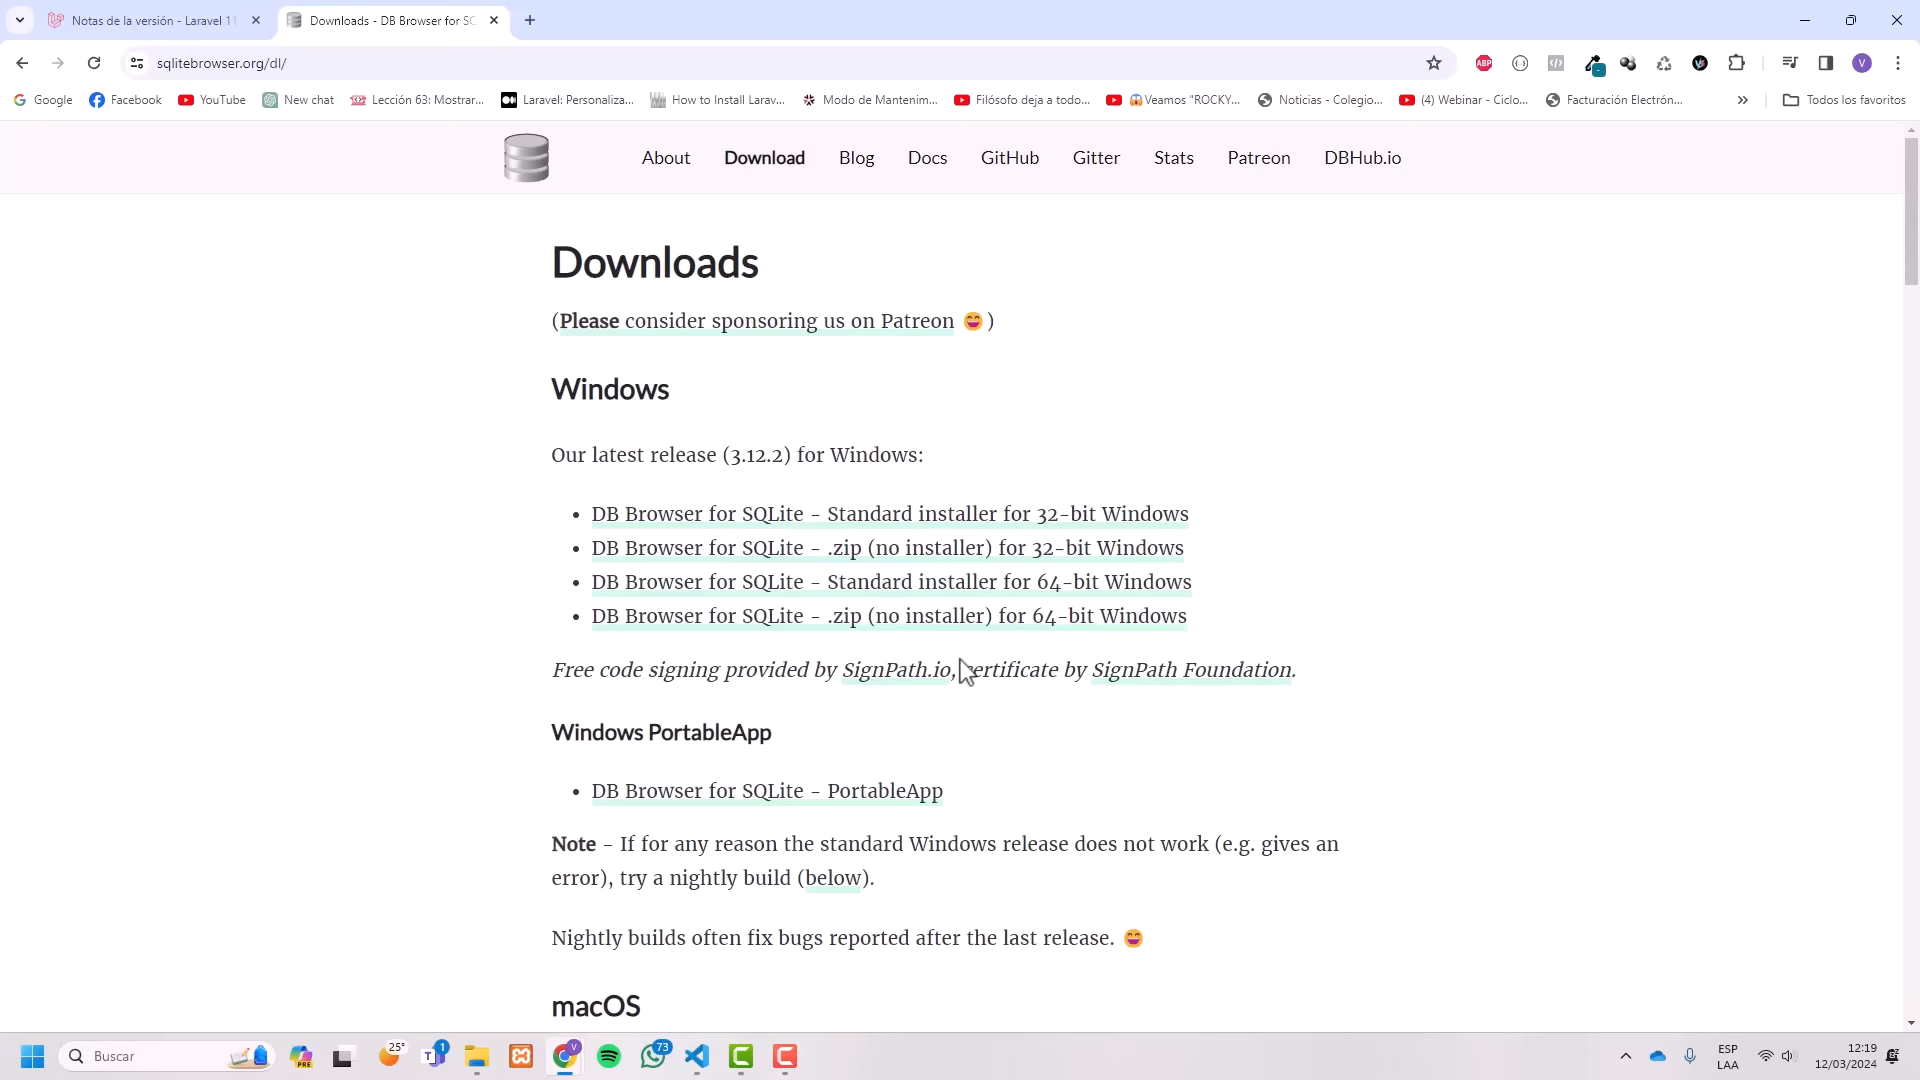 Notas de la versión - Laravel 11
Downloads - DB Browser for SQ
sqlitebrowser.org/dl/
ABP
Google
Facebook
YouTube
New chat
Lección 63: Mostrar...
Laravel: Personaliza...
How to Install Larav...
Modo de Mantenim...
Filósofo deja a todo...
😱Veamos "ROCKY...
Noticias - Colegio...
(4) Webinar - Ciclo...
Facturación Electrón...
Todos los favoritos
About
Download
Blog
Docs
GitHub
Gitter
Stats
Patreon
DBHub.io
Downloads
(Please consider sponsoring us on Patreon 😄)
Windows
Our latest release (3.12.2) for Windows:
• DB Browser for SQLite - Standard installer for 32-bit Windows
• DB Browser for SQLite - .zip (no installer) for 32-bit Windows
• DB Browser for SQLite - Standard installer for 64-bit Windows
• DB Browser for SQLite - .zip (no installer) for 64-bit Windows
Free code signing provided by SignPath.io, certificate by SignPath Foundation.
Windows PortableApp
• DB Browser for SQLite - PortableApp
Note - If for any reason the standard Windows release does not work (e.g. gives an
error), try a nightly build (below).
Nightly builds often fix bugs reported after the last release. 😄
macOS
Buscar
PRE
25°
1
V
73
ESP
LAA
12:19
12/03/2024